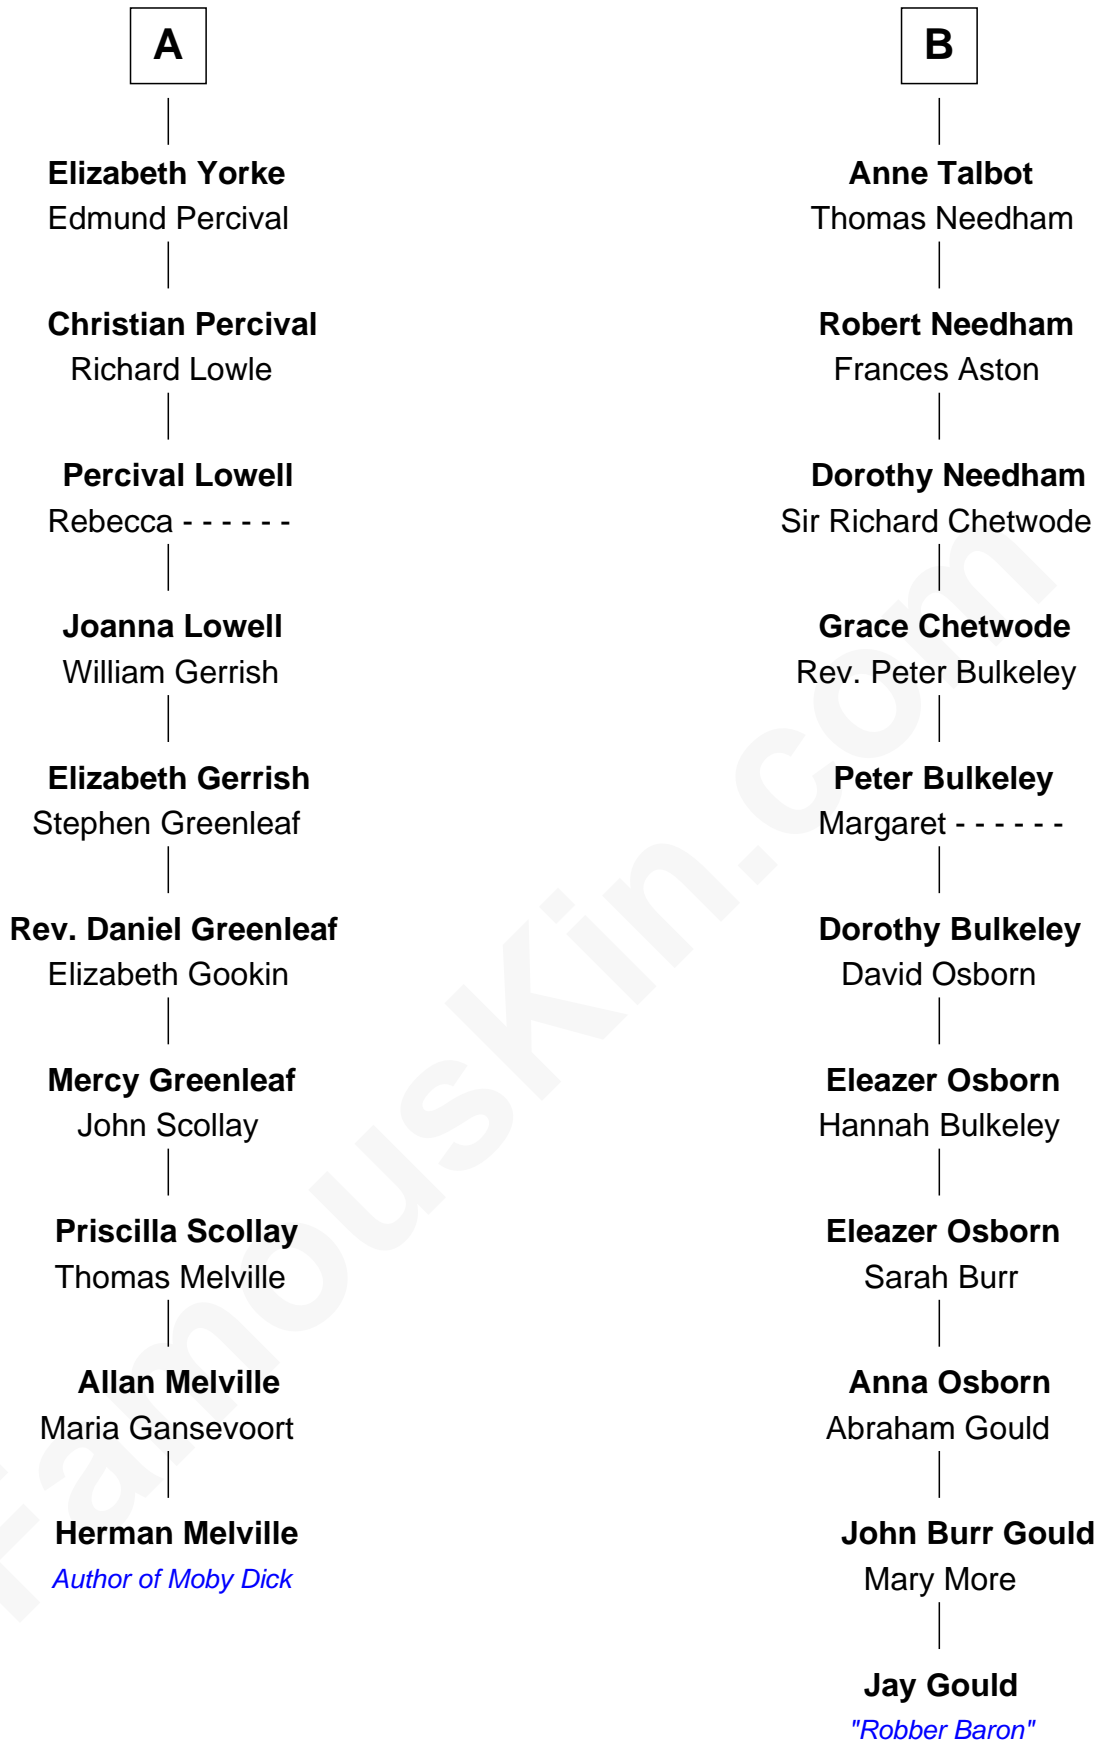 A
Elizabeth Yorke
Edmund Percival
Christian Percival
Richard Lowle
Percival Lowell
Rebecca - - - - - -
Joanna Lowell
William Gerrish
Elizabeth Gerrish
Stephen Greenleaf
Rev. Daniel Greenleaf
Elizabeth Gookin
Mercy Greenleaf
John Scollay
Priscilla Scollay
Thomas Melville
Allan Melville
Maria Gansevoort
Herman Melville
Author of Moby Dick
B
Anne Talbot
Thomas Needham
Robert Needham
Frances Aston
Dorothy Needham
Sir Richard Chetwode
Grace Chetwode
Rev. Peter Bulkeley
Peter Bulkeley
Margaret - - - - - -
Dorothy Bulkeley
David Osborn
Eleazer Osborn
Hannah Bulkeley
Eleazer Osborn
Sarah Burr
Anna Osborn
Abraham Gould
John Burr Gould
Mary More
Jay Gould
"Robber Baron"
FamousKin.com